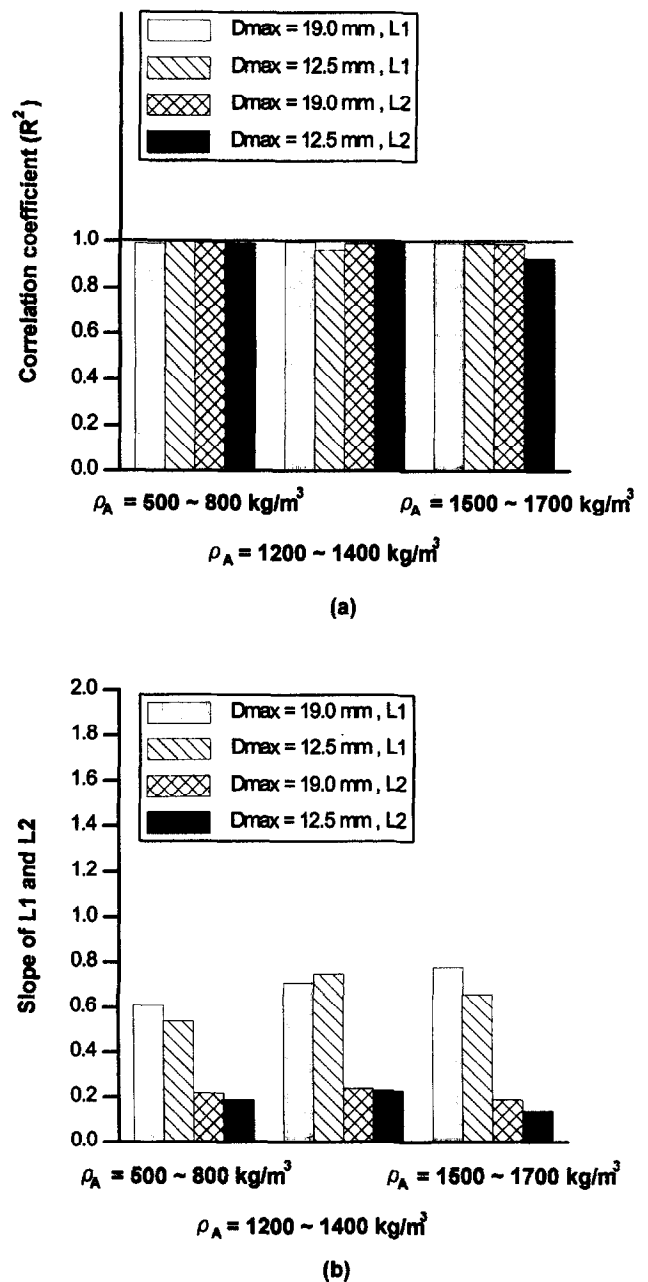 Dmax = 19.0 mm , L1
Dmax = 12.5 mm , L1
Dmax = 19.0 mm , L2
Dmax = 12.5 mm , L2
Correlation coefficient (R²)
1.0
0.8
0.6
0.4
0.2
0.0
ρA = 500 ~ 800 kg/m³
ρA = 1500 ~ 1700 kg/m³
ρA = 1200 ~ 1400 kg/m³
(a)
Dmax = 19.0 mm , L1
Dmax = 12.5 mm , L1
Dmax = 19.0 mm , L2
Dmax = 12.5 mm , L2
Slope of L1 and L2
2.0
1.8
1.6
1.4
1.2
1.0
0.8
0.6
0.4
0.2
0.0
ρA = 500 ~ 800 kg/m³
ρA = 1500 ~ 1700 kg/m³
ρA = 1200 ~ 1400 kg/m³
(b)